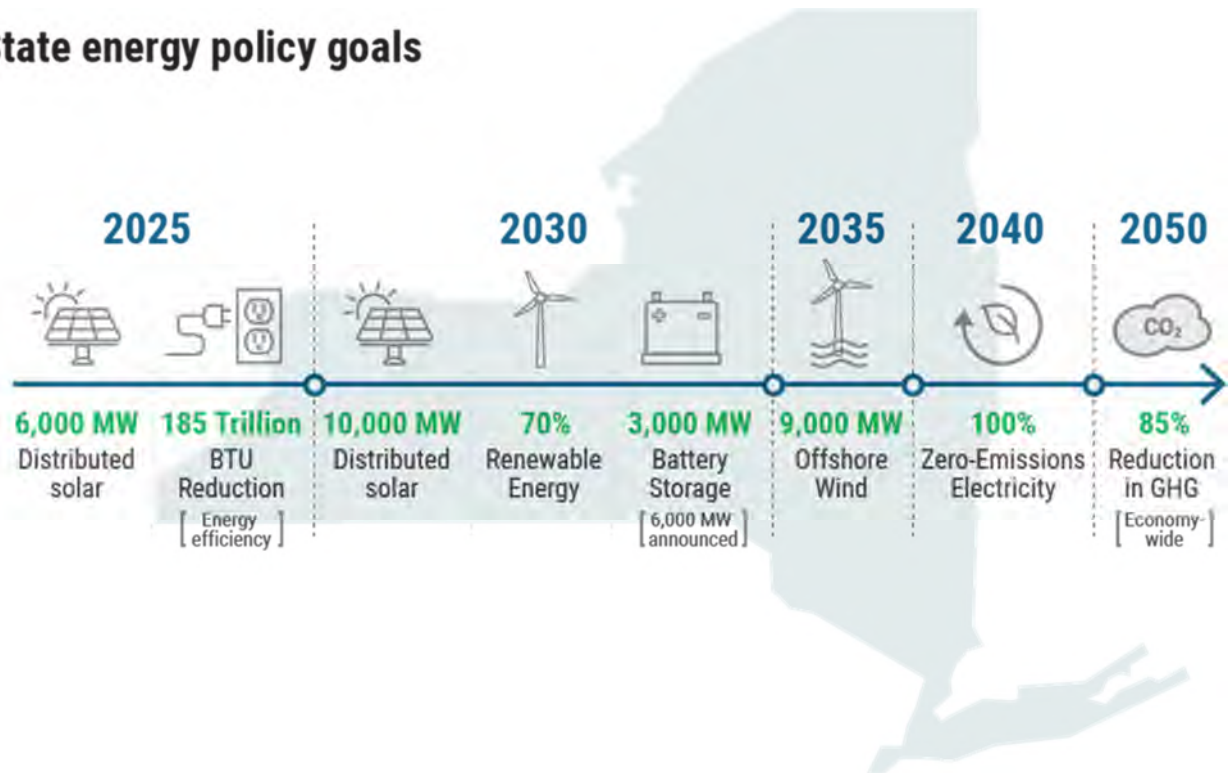 tate energy policy goals
2025
2030
2035
2040
2050
+ -
CO₂
6,000 MW
Distributed
solar
185 Trillion
BTU
Reduction
[ Energy
efficiency ]
10,000 MW
Distributed
solar
70%
Renewable
Energy
3,000 MW
Battery
Storage
[ 6,000 MW
announced ]
9,000 MW
Offshore
Wind
100%
Zero-Emissions
Electricity
85%
Reduction
in GHG
[ Economy-
wide ]